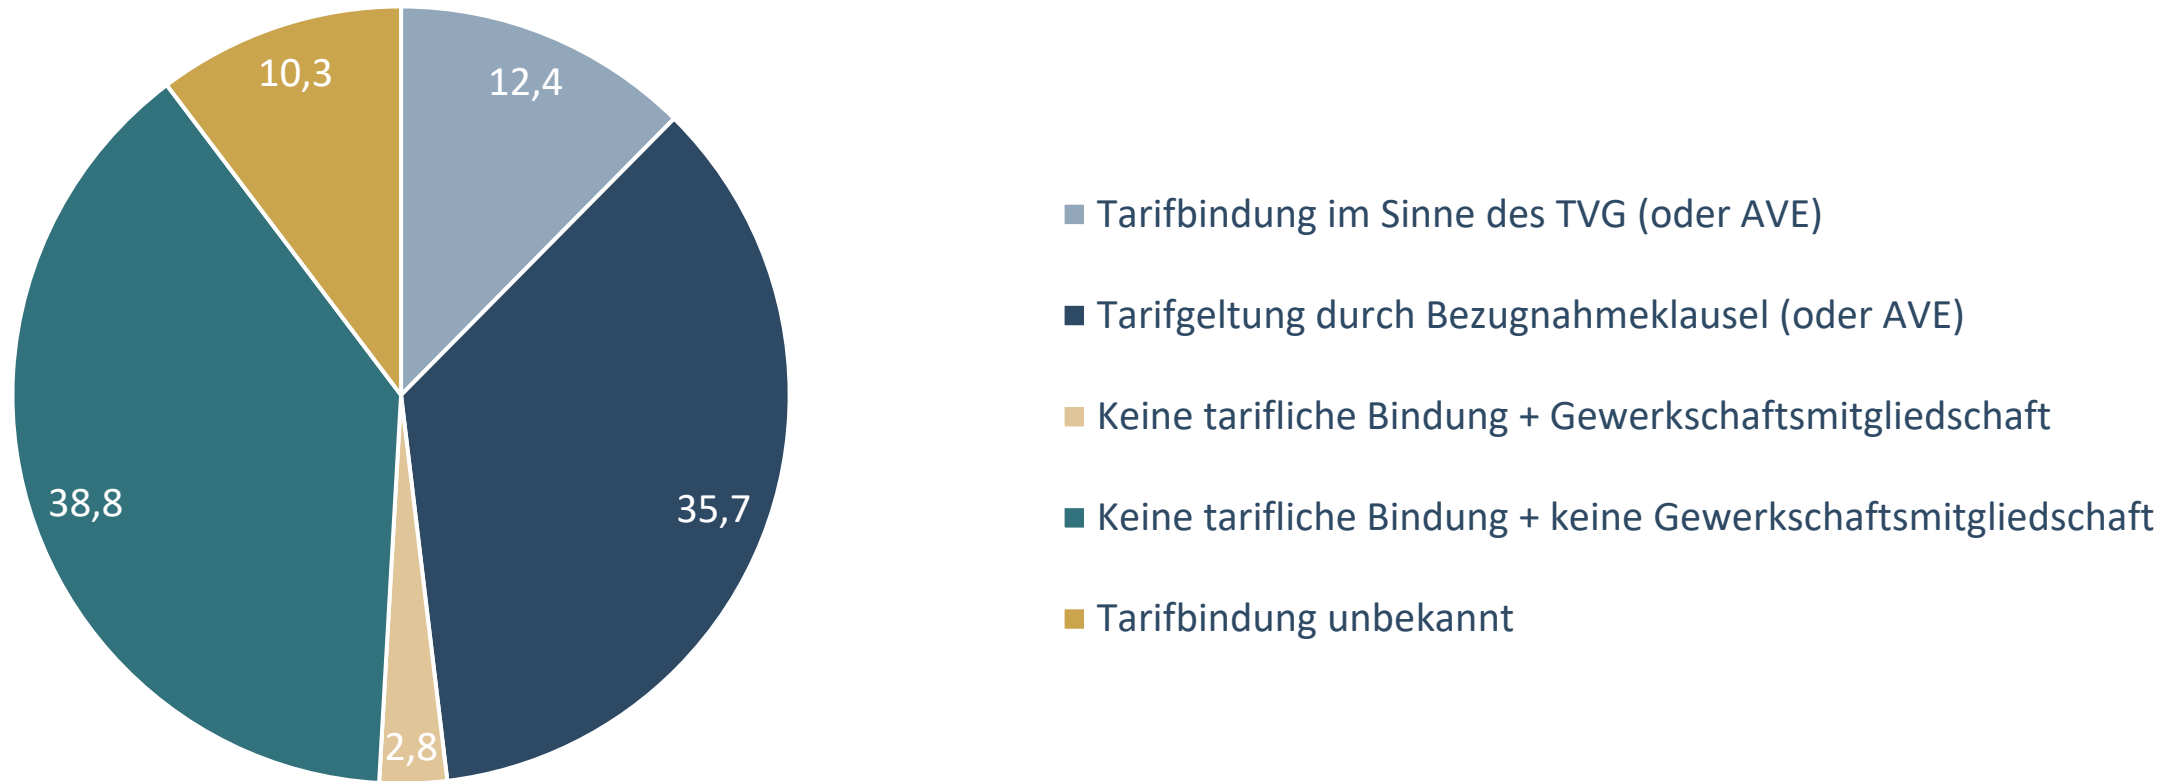 10,3
12,4
38,8
35,7
2,8
Tarifbindung im Sinne des TVG (oder AVE)
Tarifgeltung durch Bezugnahmeklausel (oder AVE)
Keine tarifliche Bindung + Gewerkschaftsmitgliedschaft
Keine tarifliche Bindung + keine Gewerkschaftsmitgliedschaft
Tarifbindung unbekannt